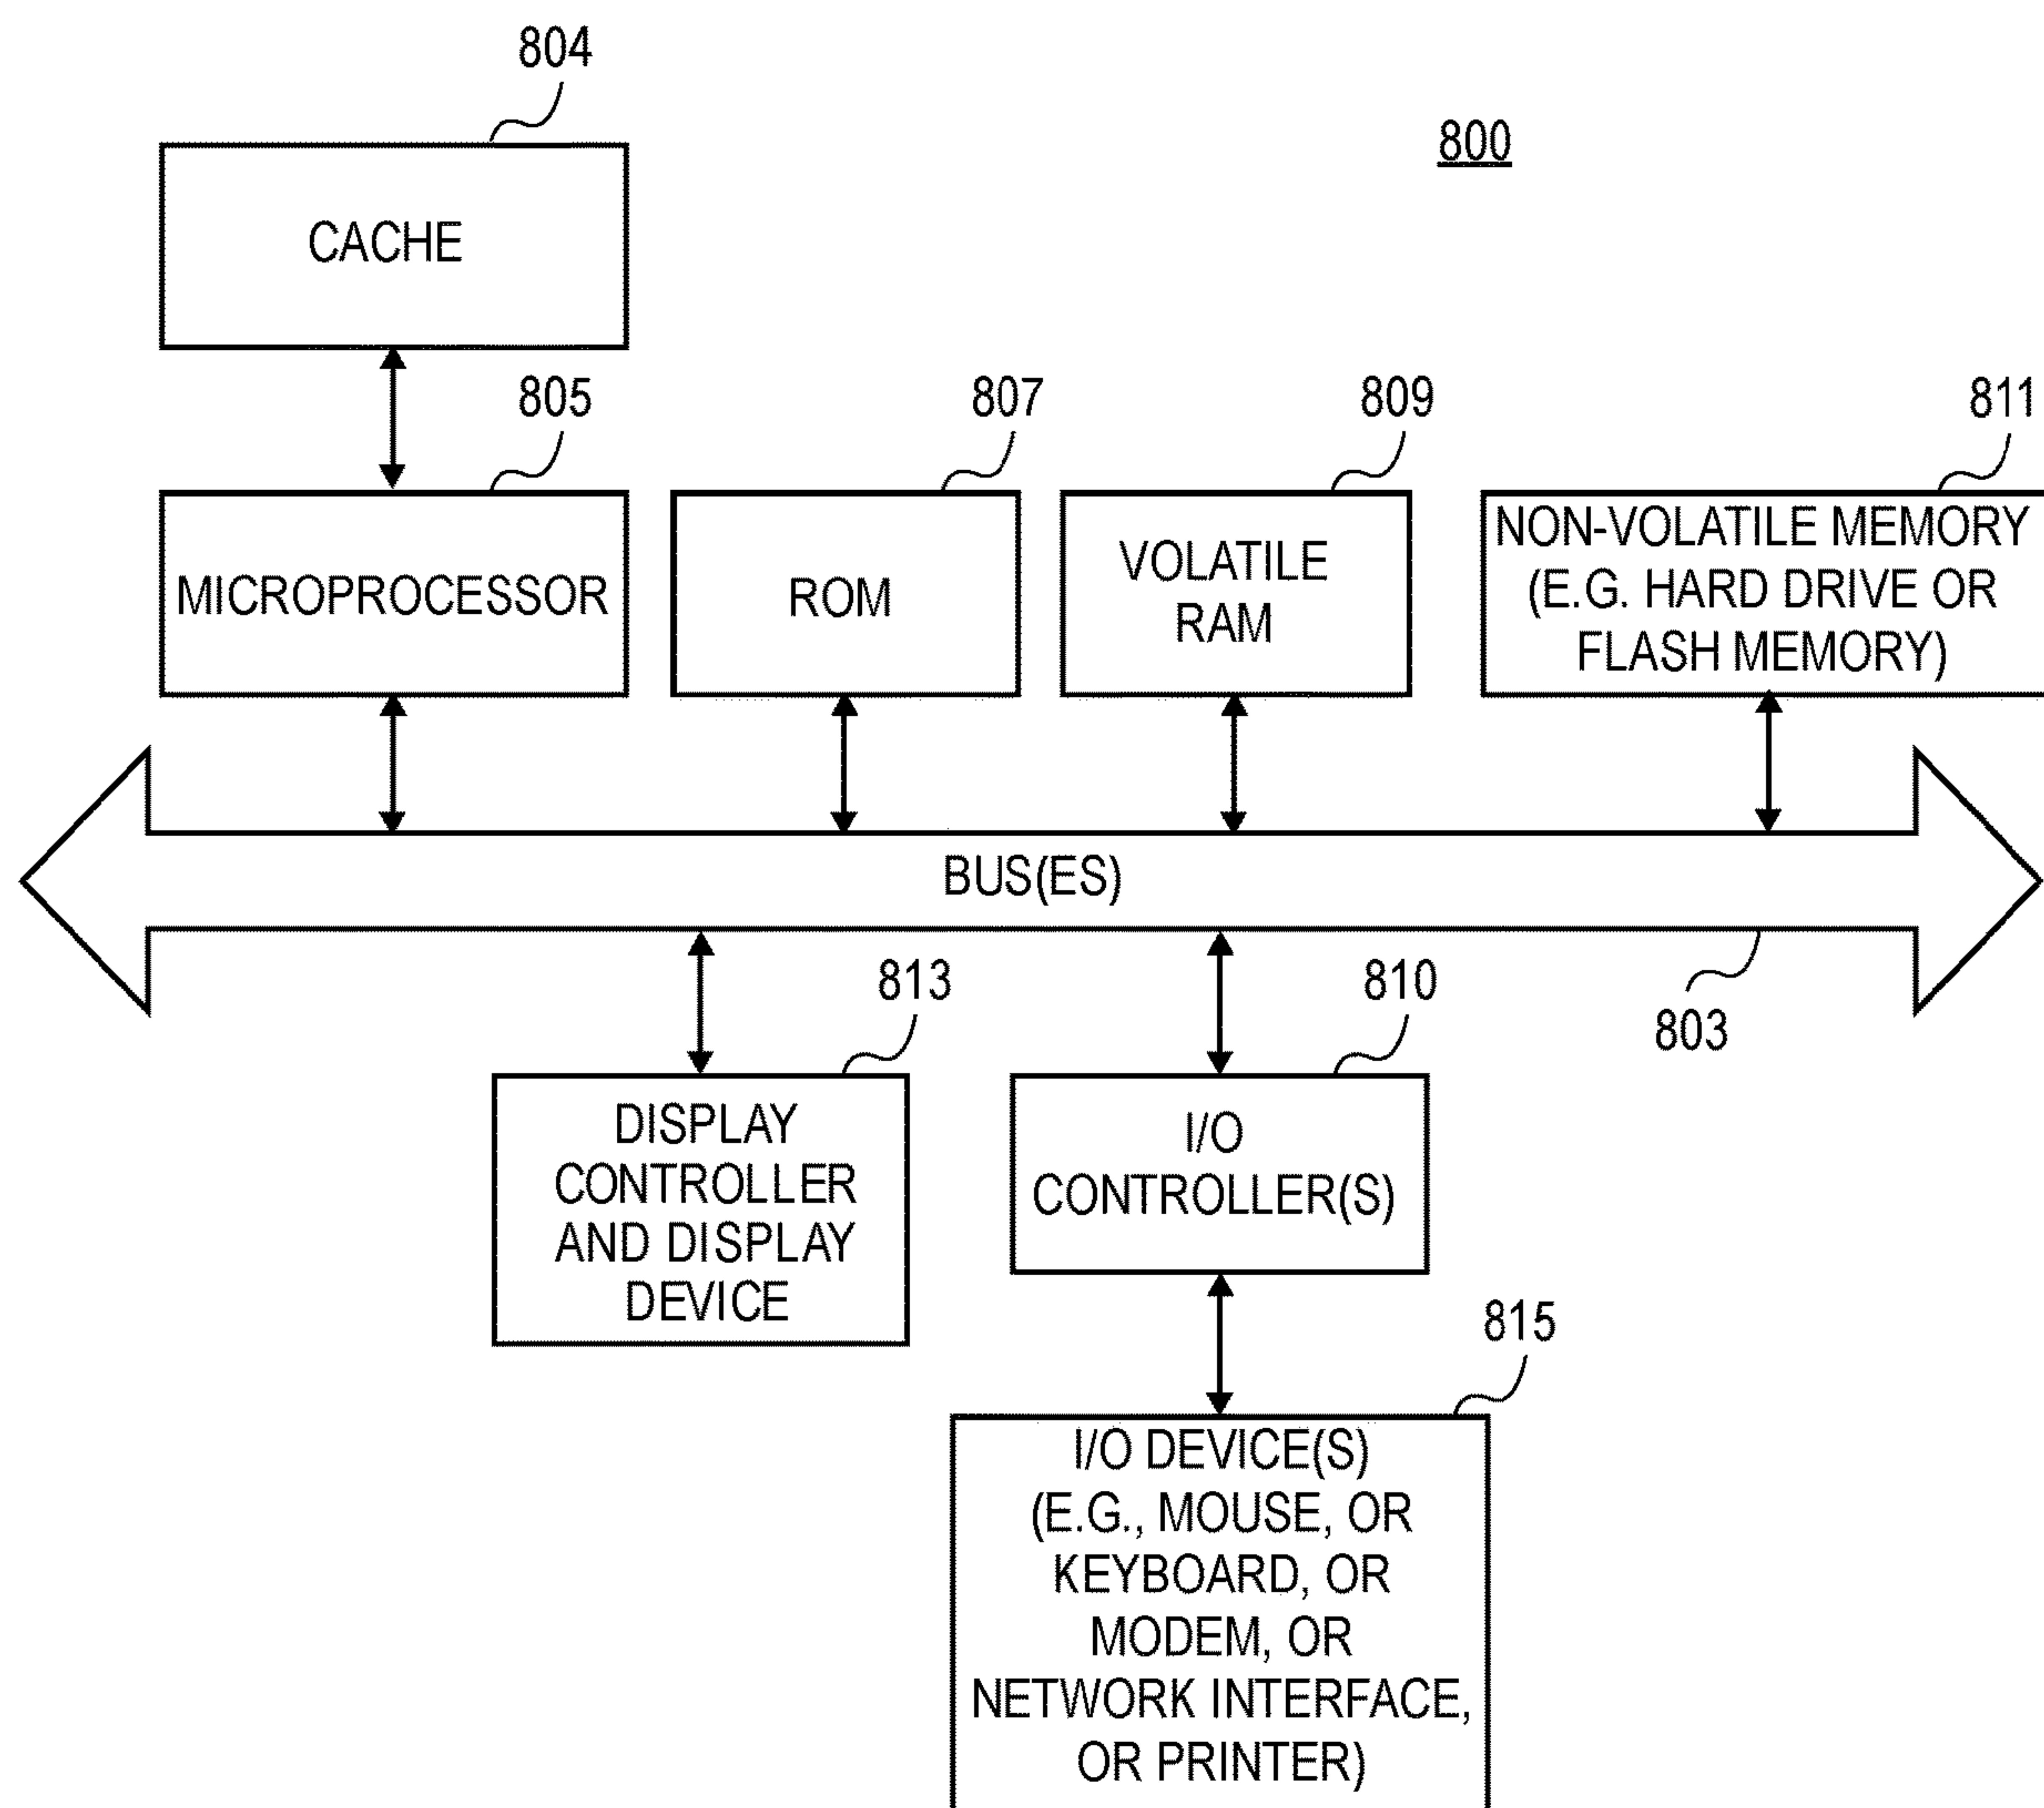 804
800
CACHE
805
807
809
811
MICROPROCESSOR
ROM
VOLATILE
RAM
NON-VOLATILE MEMORY
(E.G. HARD DRIVE OR
FLASH MEMORY)
BUS(ES)
813
810
803
DISPLAY
CONTROLLER
AND DISPLAY
DEVICE
I/O
CONTROLLER(S)
815
I/O DEVICE(S)
(E.G., MOUSE, OR
KEYBOARD, OR
MODEM, OR
NETWORK INTERFACE,
OR PRINTER)